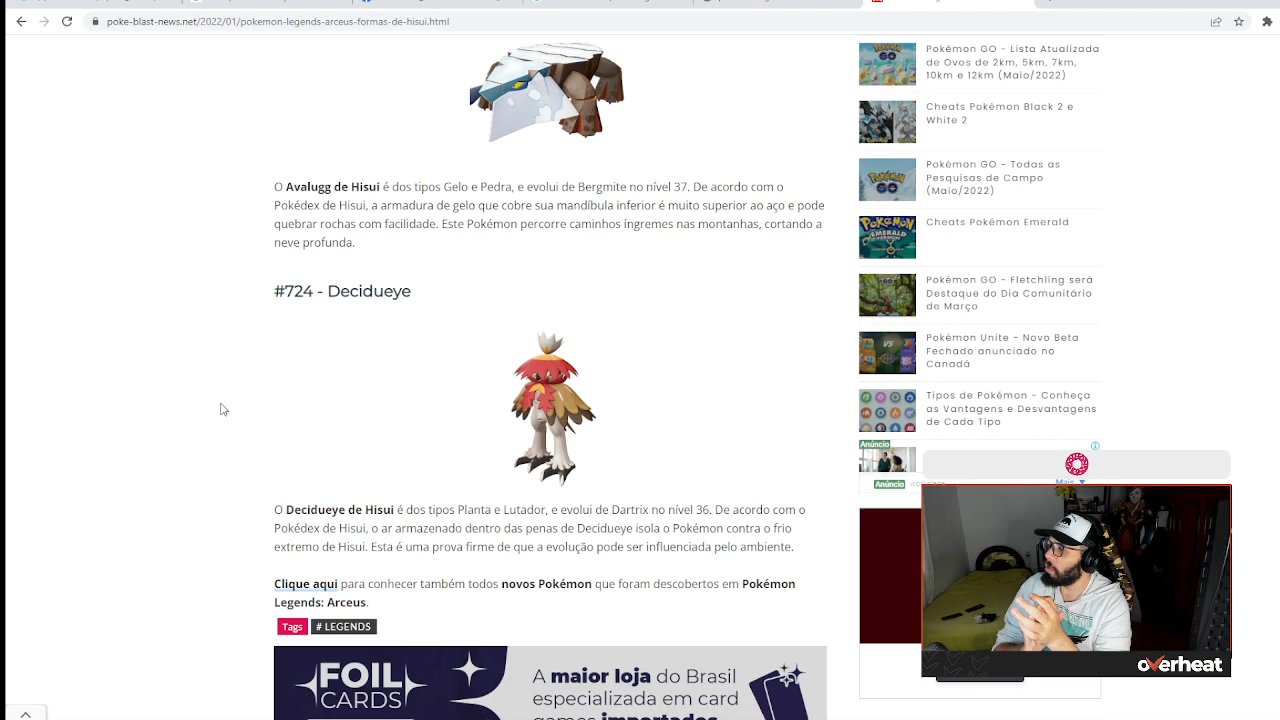 poke-blast-news.net/2022/01/pokemon-legends-arceus-formas-de-hisui.html
O Avalugg de Hisui é dos tipos Gelo e Pedra, e evolui de Bergmite no nível 37. De acordo com o
Pokédex de Hisui, a armadura de gelo que cobre sua mandíbula inferior é muito superior ao aço e pode
quebrar rochas com facilidade. Este Pokémon percorre caminhos íngremes nas montanhas, cortando a
neve profunda.
#724 - Decidueye
O Decidueye de Hisui é dos tipos Planta e Lutador, e evolui de Dartrix no nível 36. De acordo com o
Pokédex de Hisui, o ar armazenado dentro das penas de Decidueye isola o Pokémon contra o frio
extremo de Hisui. Esta é uma prova firme de que a evolução pode ser influenciada pelo ambiente.
Clique aqui para conhecer também todos novos Pokémon que foram descobertos em Pokémon
Legends: Arceus.
Tags # LEGENDS
FOIL
CARDS
A maior loja do Brasil
especializada em card
games importados
Pokémon GO - Lista Atualizada
de Ovos de 2km, 5km, 7km,
10km e 12km (Maio/2022)
Cheats Pokémon Black 2 e
White 2
Pokémon GO - Todas as
Pesquisas de Campo
(Maio/2022)
Cheats Pokémon Emerald
Pokémon GO - Fletchling será
Destaque do Dia Comunitário
de Março
Pokémon Unite - Novo Beta
Fechado anunciado no
Canadá
Tipos de Pokémon - Conheça
as Vantagens e Desvantagens
de Cada Tipo
Anúncio
Anúncio
Mais
overheat